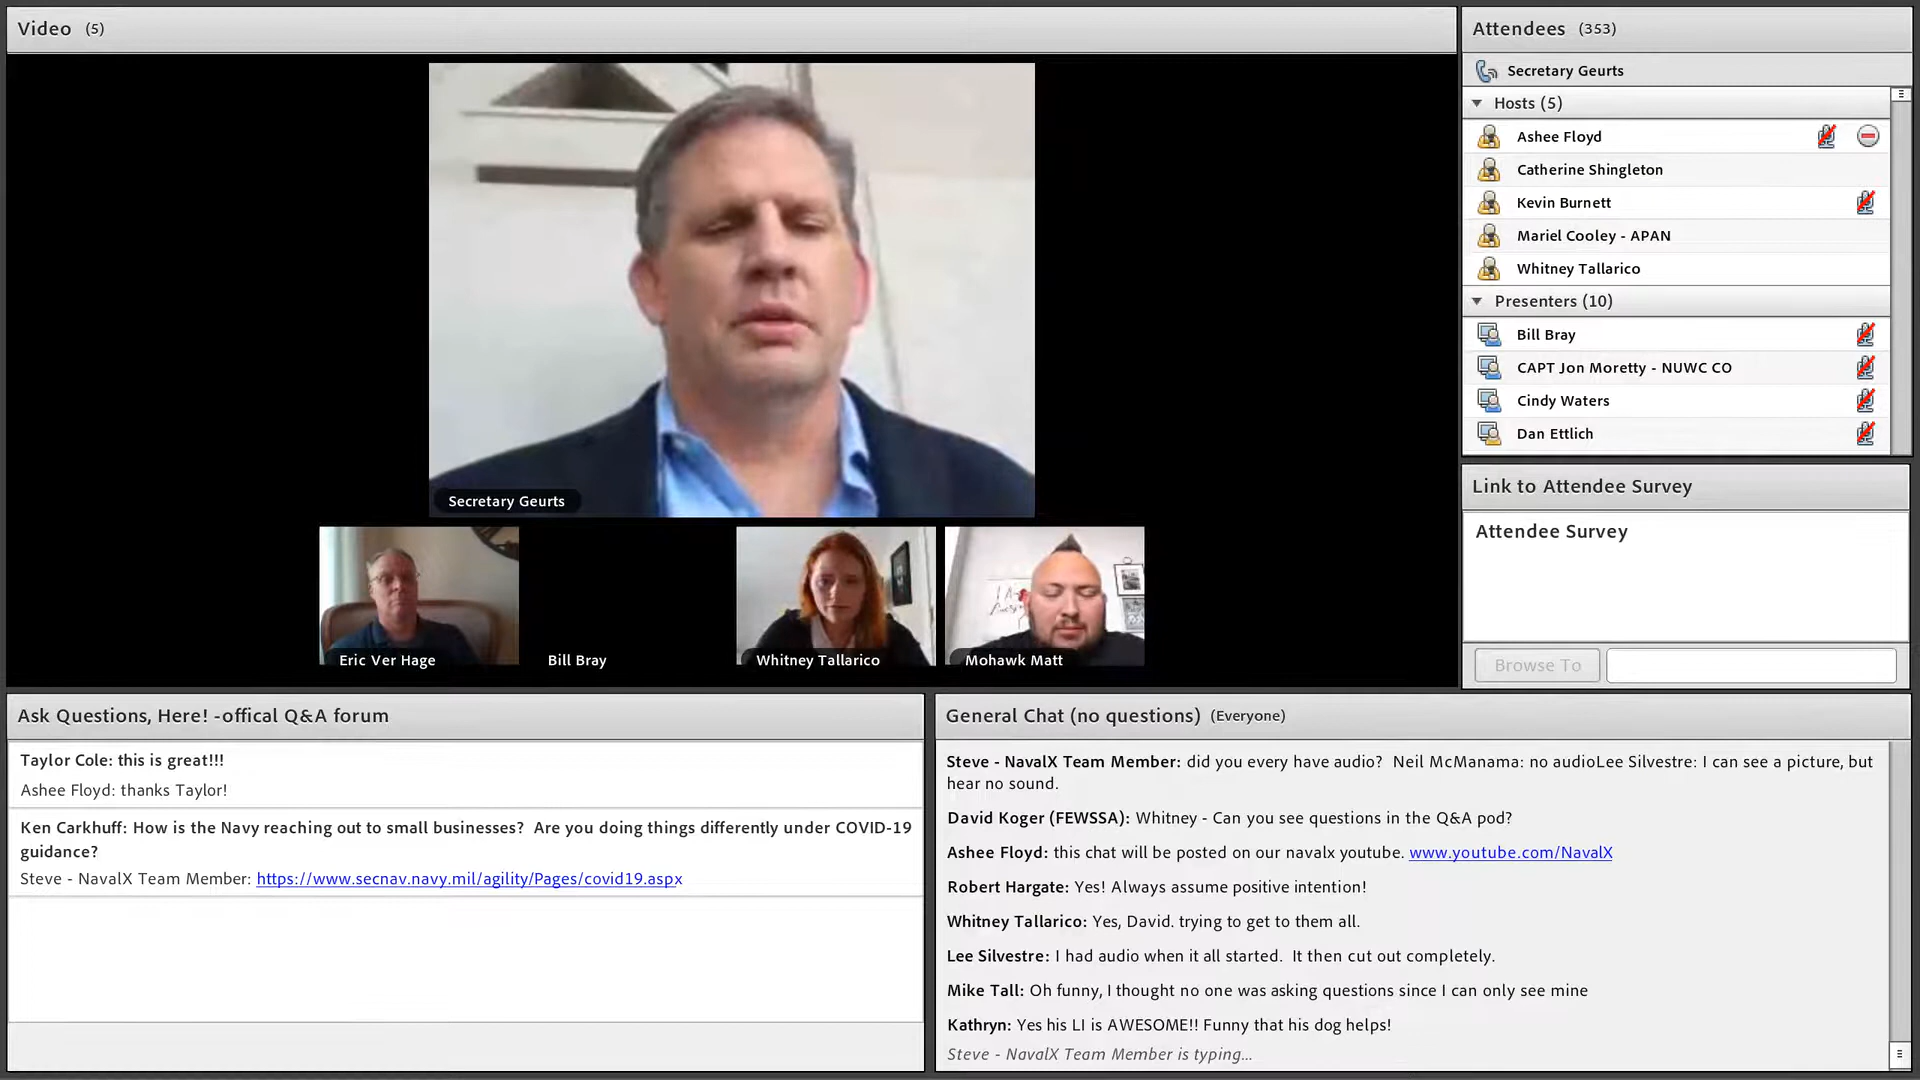 Video (5)
Secretary Geurts
Eric Ver Hage
Bill Bray
Whitney Tallarico
Mohawk Matt
Attendees (353)
Secretary Geurts
Hosts (5)
Ashee Floyd
Catherine Shingleton
Kevin Burnett
Mariel Cooley - APAN
Whitney Tallarico
Presenters (10)
Bill Bray
CAPT Jon Moretty - NUWC CO
Cindy Waters
Dan Ettlich
Link to Attendee Survey
Attendee Survey
Browse To
Ask Questions, Here! -offical Q&A forum
Taylor Cole: this is great!!!
Ashee Floyd: thanks Taylor!
Ken Carkhuff: How is the Navy reaching out to small businesses?  Are you doing things differently under COVID-19
guidance?
Steve - NavalX Team Member: https://www.secnav.navy.mil/agility/Pages/covid19.aspx
General Chat (no questions) (Everyone)
Steve - NavalX Team Member: did you every have audio?  Neil McManama: no audioLee Silvestre: I can see a picture, but
hear no sound.
David Koger (FEWSSA): Whitney - Can you see questions in the Q&A pod?
Ashee Floyd: this chat will be posted on our navalx youtube. www.youtube.com/NavalX
Robert Hargate: Yes! Always assume positive intention!
Whitney Tallarico: Yes, David. trying to get to them all.
Lee Silvestre: I had audio when it all started.  It then cut out completely.
Mike Tall: Oh funny, I thought no one was asking questions since I can only see mine
Kathryn: Yes his LI is AWESOME!! Funny that his dog helps!
Steve - NavalX Team Member is typing...